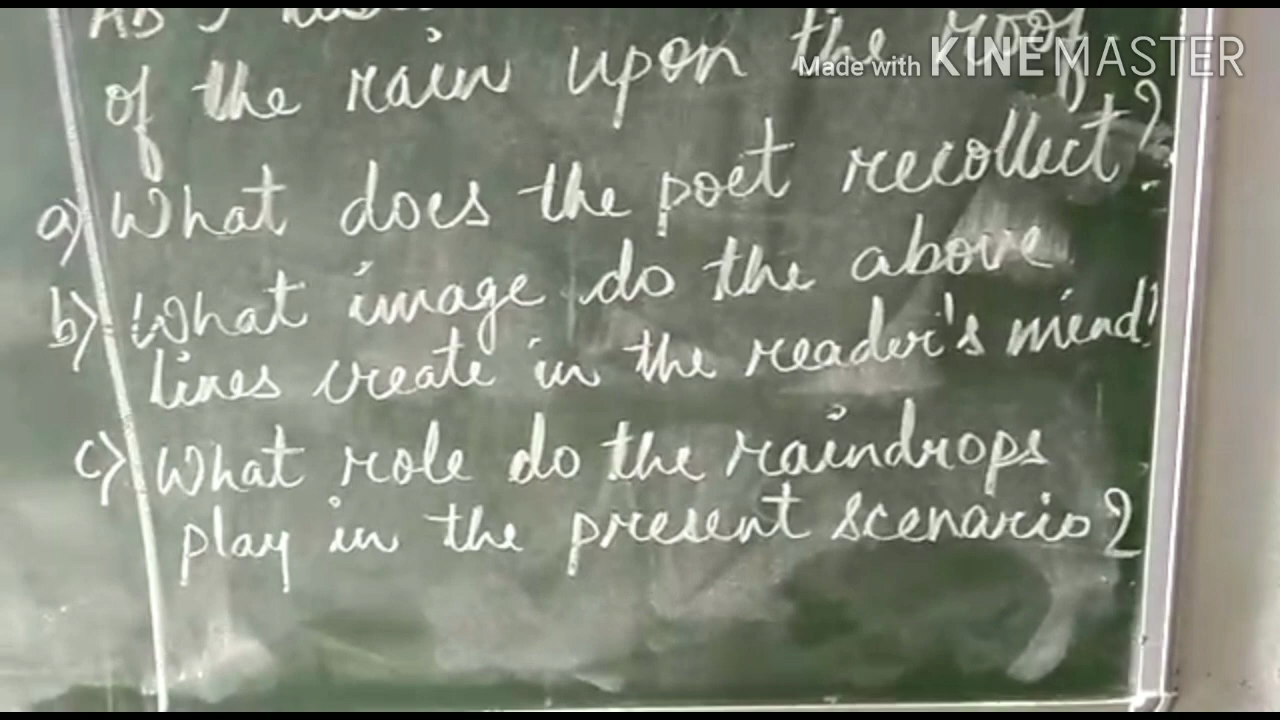 As I
of the rain upon the roof
Made with KINEMASTER
a) What does the poet recollect?
b) What image do the above
lines create in the reader's mind?
c) What role do the raindrops
play in the present scenario?